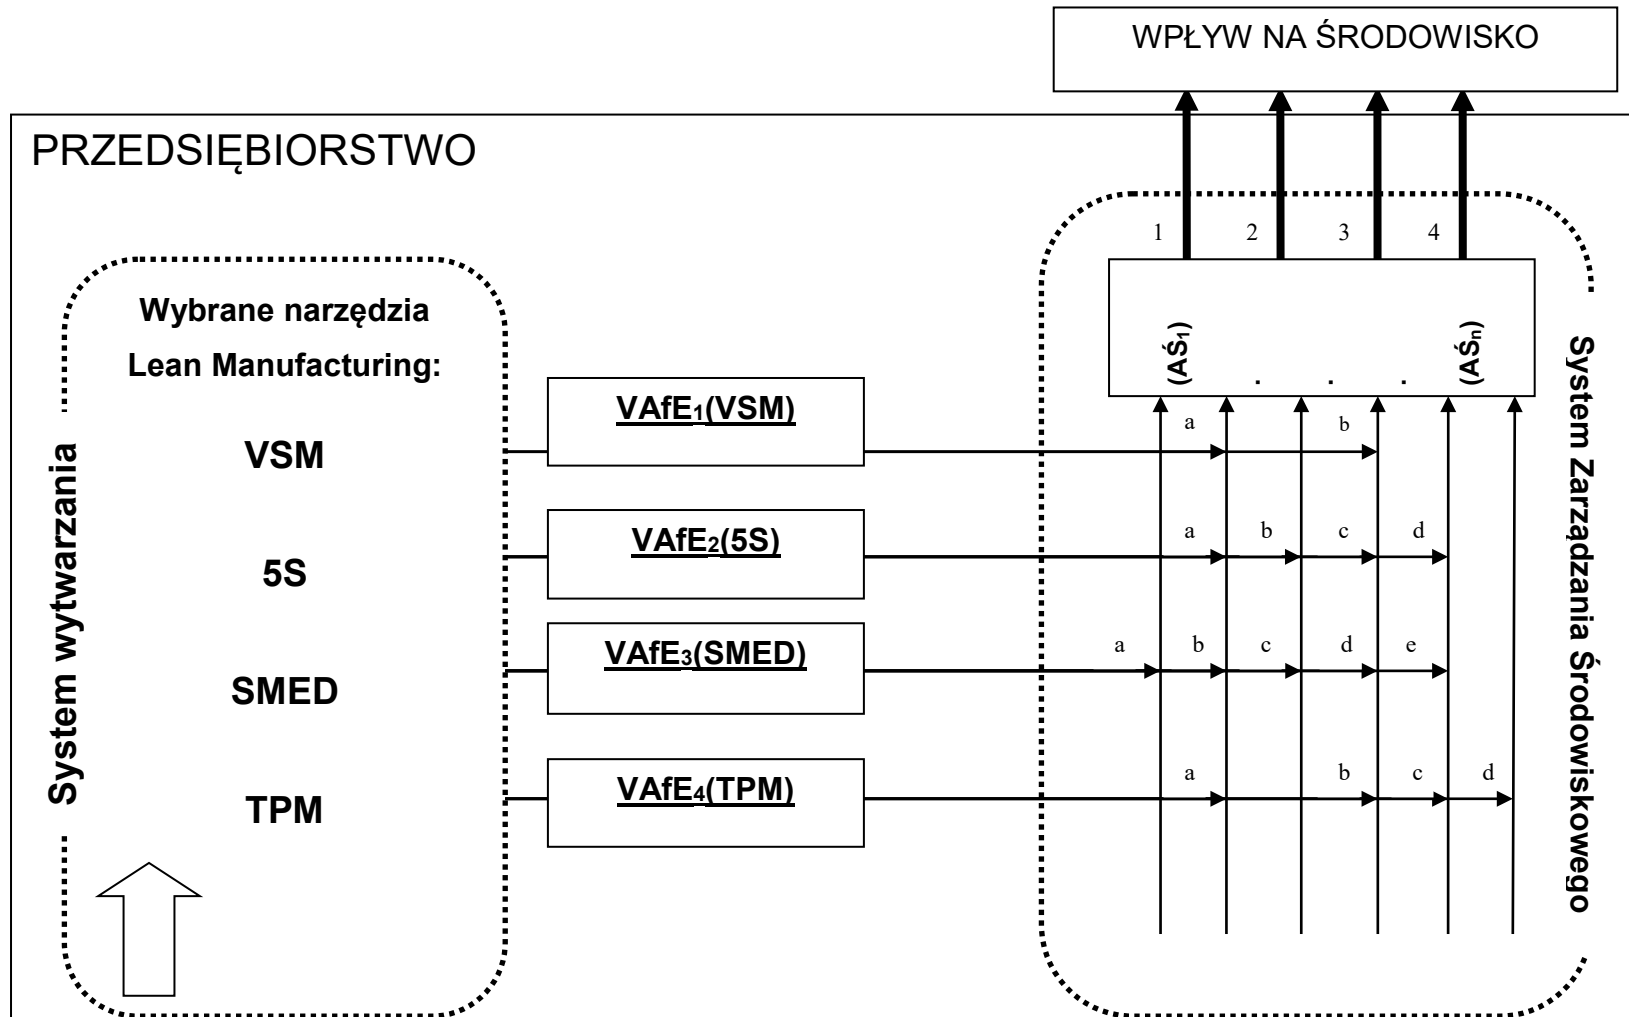 WPŁYW NA ŚRODOWISKO
PRZEDSIĘBIORSTWO
1 2 3 4
Wybrane narzędzia
Lean Manufacturing:
System wytwarzania
VSM
5S
SMED
TPM
VAfE1(VSM)
VAfE2(5S)
VAfE3(SMED)
VAfE4(TPM)
(AŚ1) . . . (AŚn)
a b
a b c d
a b c d e
a b c d
System Zarządzania Środowiskowego